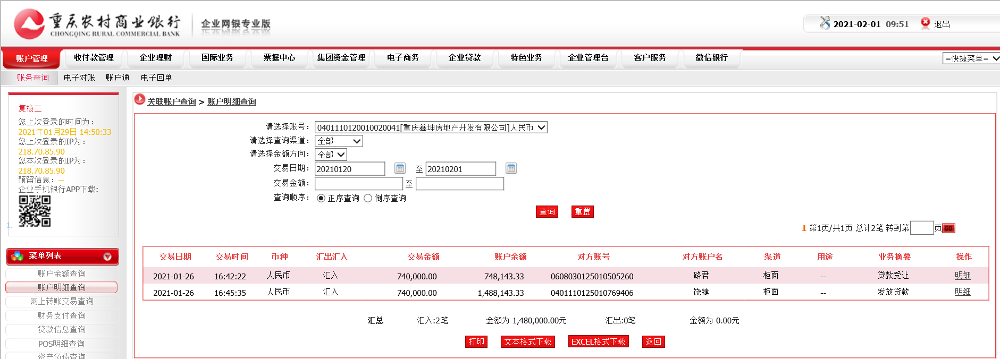 重庆农村商业银行 企业网银专业版
CHONGQING RURAL COMMERCIAL BANK
2021-02-01 09:51 退出
账户管理 收付款管理 企业理财 国际业务 票据中心 集团资金管理 电子商务 企业贷款 特色业务 企业管理台 客户服务 微信银行 =快捷菜单=
账务查询 电子对账 账户通 电子回单
复核二
您上次登录的时间为：
2021年01月29日 14:50:33
您上次登录的IP为：
218.70.85.90
您本次登录的IP为：
218.70.85.90
预留信息：--
企业手机银行APP下载:
1.
菜单列表
账户余额查询
账户明细查询
网上转账交易查询
财务支付查询
贷款信息查询
POS明细查询
资产负债查询
关联账户查询 > 账户明细查询
请选择账号： 0401110120010020041[重庆鑫坤房地产开发有限公司]人民币
请选择查询渠道： 全部
请选择金额方向： 全部
交易日期： 20210120 至 20210201
交易金额： 至
查询顺序： 正序查询 倒序查询
查询 重置
1 第1页/共1页 总计2笔 转到第 页 GO
交易日期 交易时间 币种 汇出汇入 交易金额 账户余额 对方账号 对方账户名 渠道 用途 业务摘要 操作
2021-01-26 16:42:22 人民币 汇入 740,000.00 748,143.33 0608030125010505260 路君 柜面 -- 贷款受让 明细
2021-01-26 16:45:35 人民币 汇入 740,000.00 1,488,143.33 0401110125010769406 饶键 柜面 -- 发放贷款 明细
汇总 汇入:2笔 金额为 1,480,000.00元 汇出:0笔 金额为 0.00元
打印 文本格式下载 EXCEL格式下载 返回